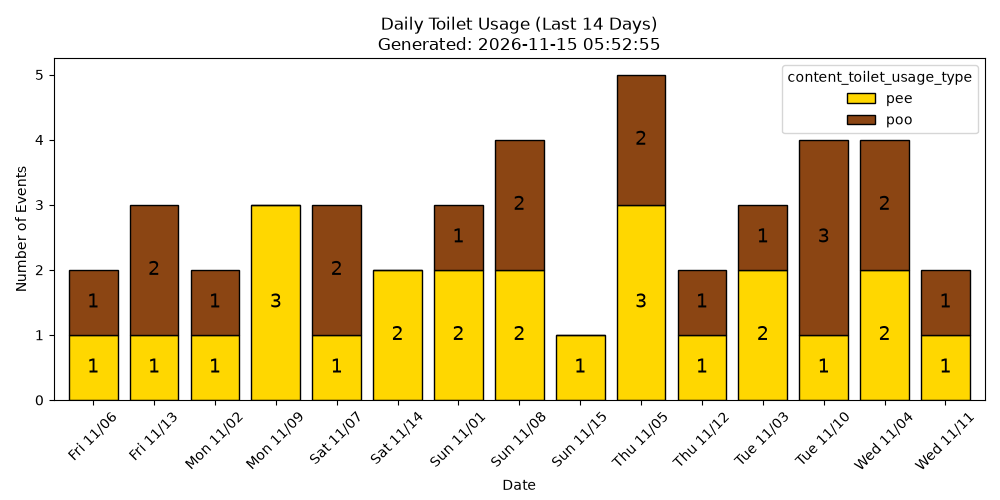 Daily Toilet Usage (Last 14 Days)
Generated: 2026-11-15 05:52:55
content_toilet_usage_type
pee
poo
Number of Events
5
4
3
2
1
0
1 2 1 2 1 2 2 1 1 3 2 1
1 1 1 3 1 2 2 2 1 3 1 2 1 2 1
Fri 11/06
Fri 11/13
Mon 11/02
Mon 11/09
Sat 11/07
Sat 11/14
Sun 11/01
Sun 11/08
Sun 11/15
Thu 11/05
Thu 11/12
Tue 11/03
Tue 11/10
Wed 11/04
Wed 11/11
Date